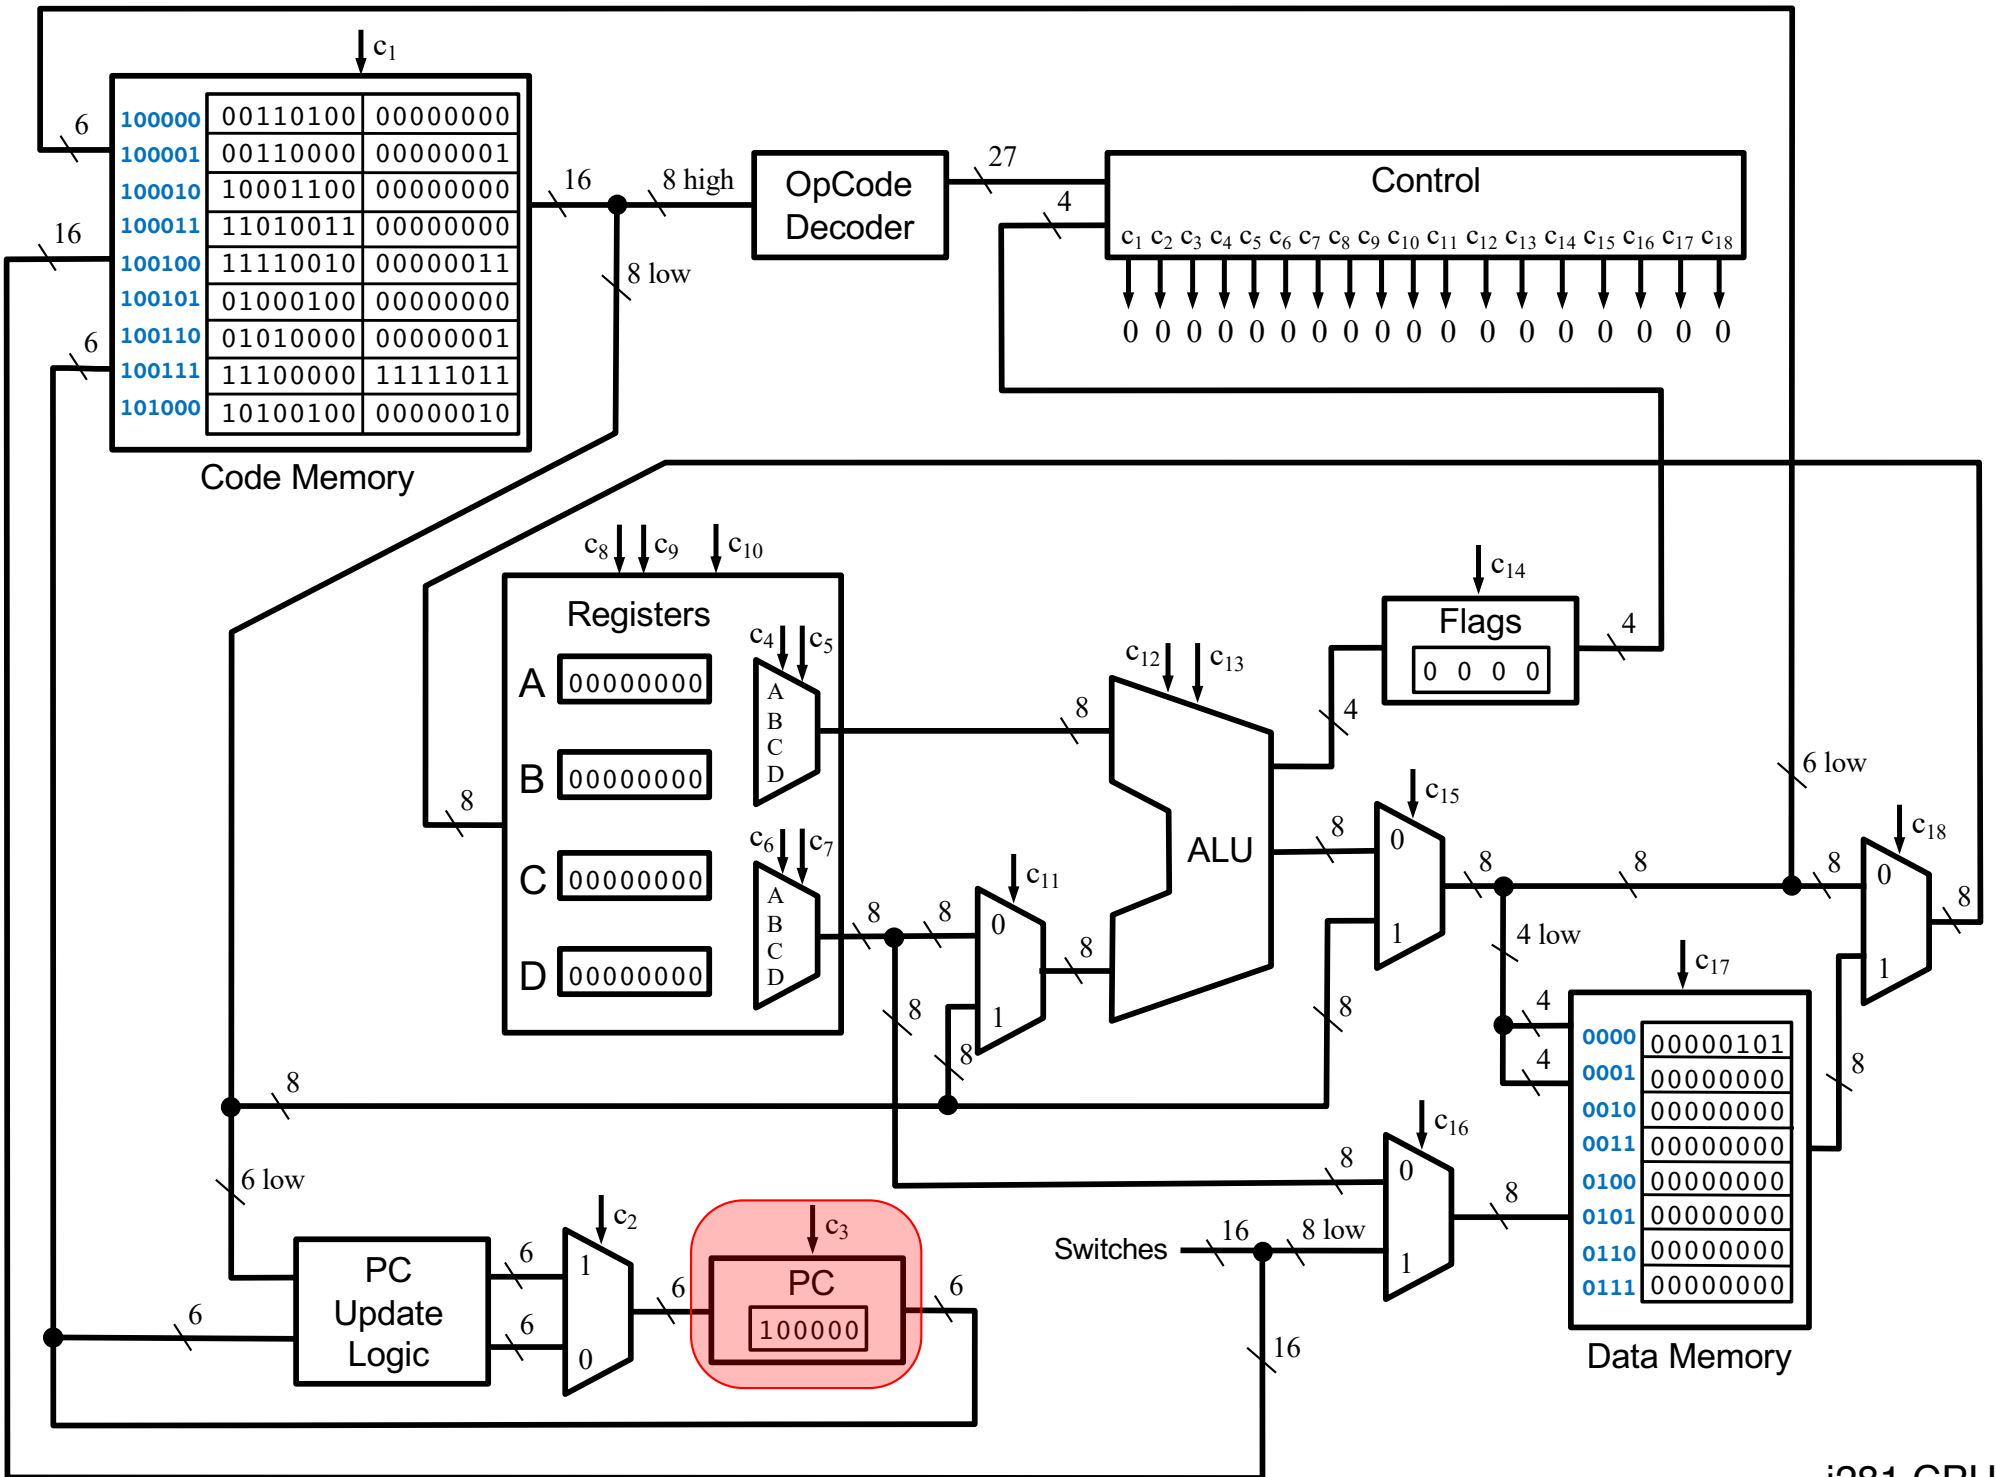 c1
100000 00110100 00000000
100001 00110000 00000001
100010 10001100 00000000
100011 11010011 00000000
100100 11110010 00000011
100101 01000100 00000000
100110 01010000 00000001
100111 11100000 11111011
101000 10100100 00000010
Code Memory
6
16
6
16
8 high
8 low
OpCode
Decoder
27
4
Control
c1 c2 c3 c4 c5 c6 c7 c8 c9 c10 c11 c12 c13 c14 c15 c16 c17 c18
0 0 0 0 0 0 0 0 0 0 0 0 0 0 0 0 0 0
c8 c9 c10
Registers
A 00000000
B 00000000
C 00000000
D 00000000
8
c4 c5
A
B
C
D
c6 c7
A
B
C
D
8
8
8
8
c11
0
1
8
8
c12 c13
ALU
4
8
c14
Flags
0 0 0 0
4
c15
0
1
8
8
8
8
6 low
4 low
4
4
c18
0
1
8
c17
0000 00000101
0001 00000000
0010 00000000
0011 00000000
0100 00000000
0101 00000000
0110 00000000
0111 00000000
Data Memory
8
8
6 low
c16
0
1
8
8
Switches
16
8 low
16
PC
Update
Logic
6
6
6
c2
1
0
6
c3
PC
100000
6